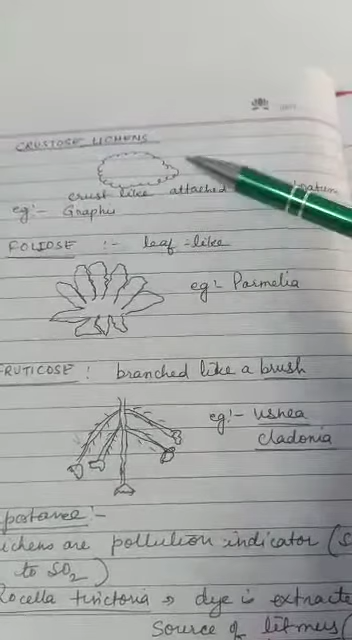 CRUSTOSE LICHENS
crust like attached
eg:- Graphis
FOLIOSE :- leaf-like
eg:- Parmelia
FRUTICOSE : branched like a brush
eg:- usnea
cladonia
portance :-
ichens are pollution indicator (S
to SO2)
Rocella tinctoria → dye is extracte
Source of litmus (